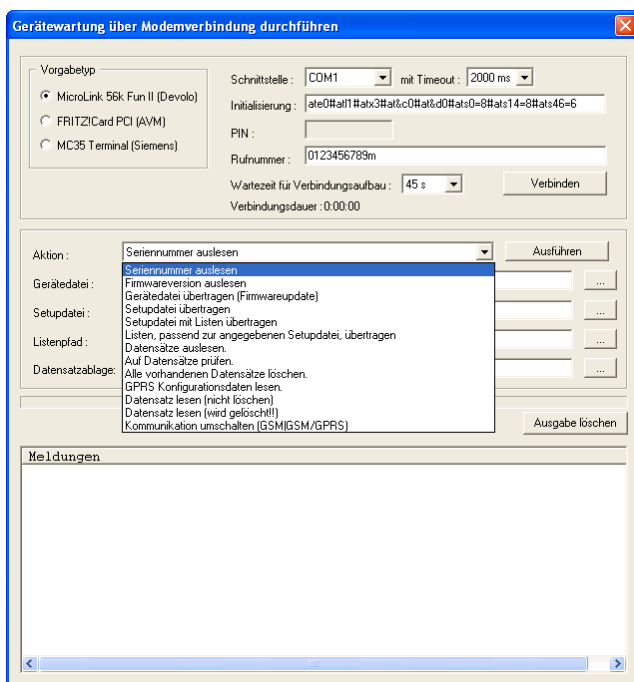 Gerätewartung über Modemverbindung durchführen
Vorgabetyp
MicroLink 56k Fun II (Devolo)
FRITZ!Card PCI (AVM)
MC35 Terminal (Siemens)
Schnittstelle : COM1 mit Timeout : 2000 ms
Initialisierung : ate0#atl1#atx3#at&c0#at&d0#ats0=8#ats14=8#ats46=6
PIN :
Rufnummer : 0123456789m
Wartezeit für Verbindungsaufbau : 45 s Verbinden
Verbindungsdauer : 0:00:00
Aktion : Seriennummer auslesen Ausführen
Gerätedatei : ...
Setupdatei : ...
Listenpfad : ...
Datensatzablage: ...
Seriennummer auslesen
Firmwareversion auslesen
Gerätedatei übertragen (Firmwareupdate)
Setupdatei übertragen
Setupdatei mit Listen übertragen
Listen, passend zur angegebenen Setupdatei, übertragen
Datensätze auslesen.
Auf Datensätze prüfen.
Alle vorhandenen Datensätze löschen.
GPRS Konfigurationsdaten lesen.
Datensatz lesen (nicht löschen)
Datensatz lesen (wird gelöscht!!)
Kommunikation umschalten (GSM|GSM/GPRS)
Ausgabe löschen
Meldungen